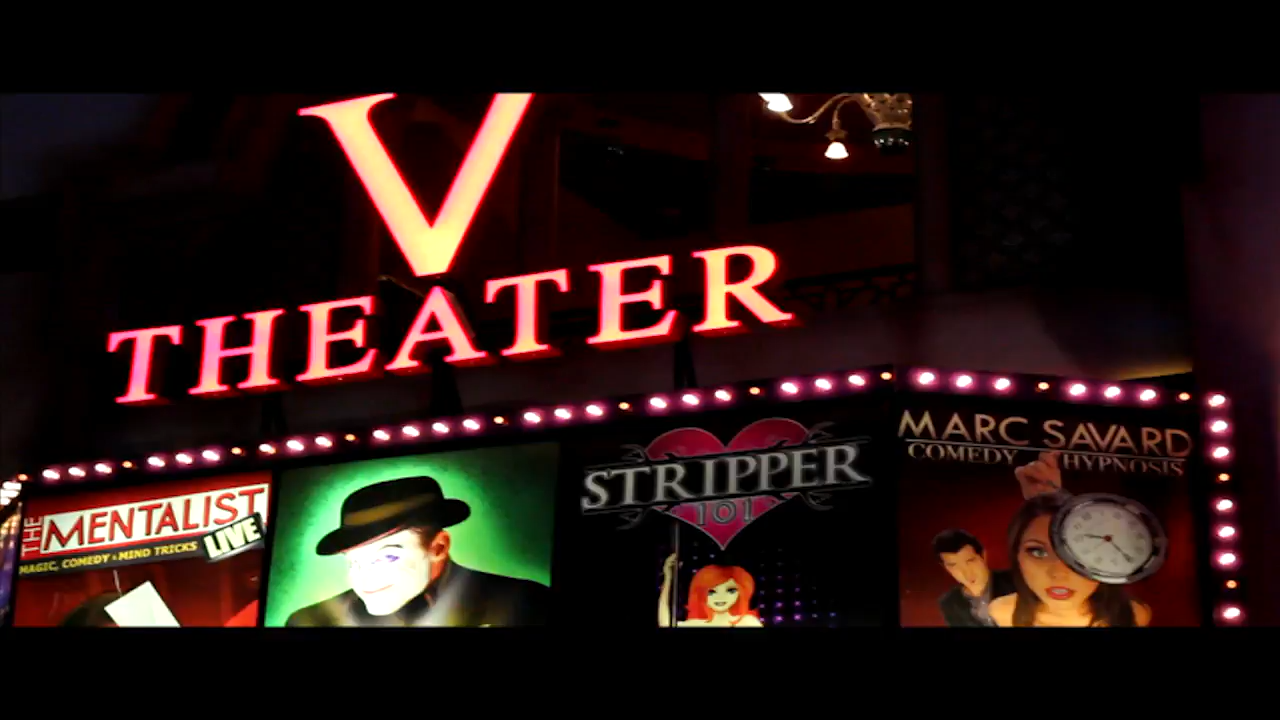 V
THEATER
THE
MENTALIST
LIVE
MAGIC, COMEDY & MIND TRICKS
STRIPPER
101
MARC SAVARD
COMEDY HYPNOSIS